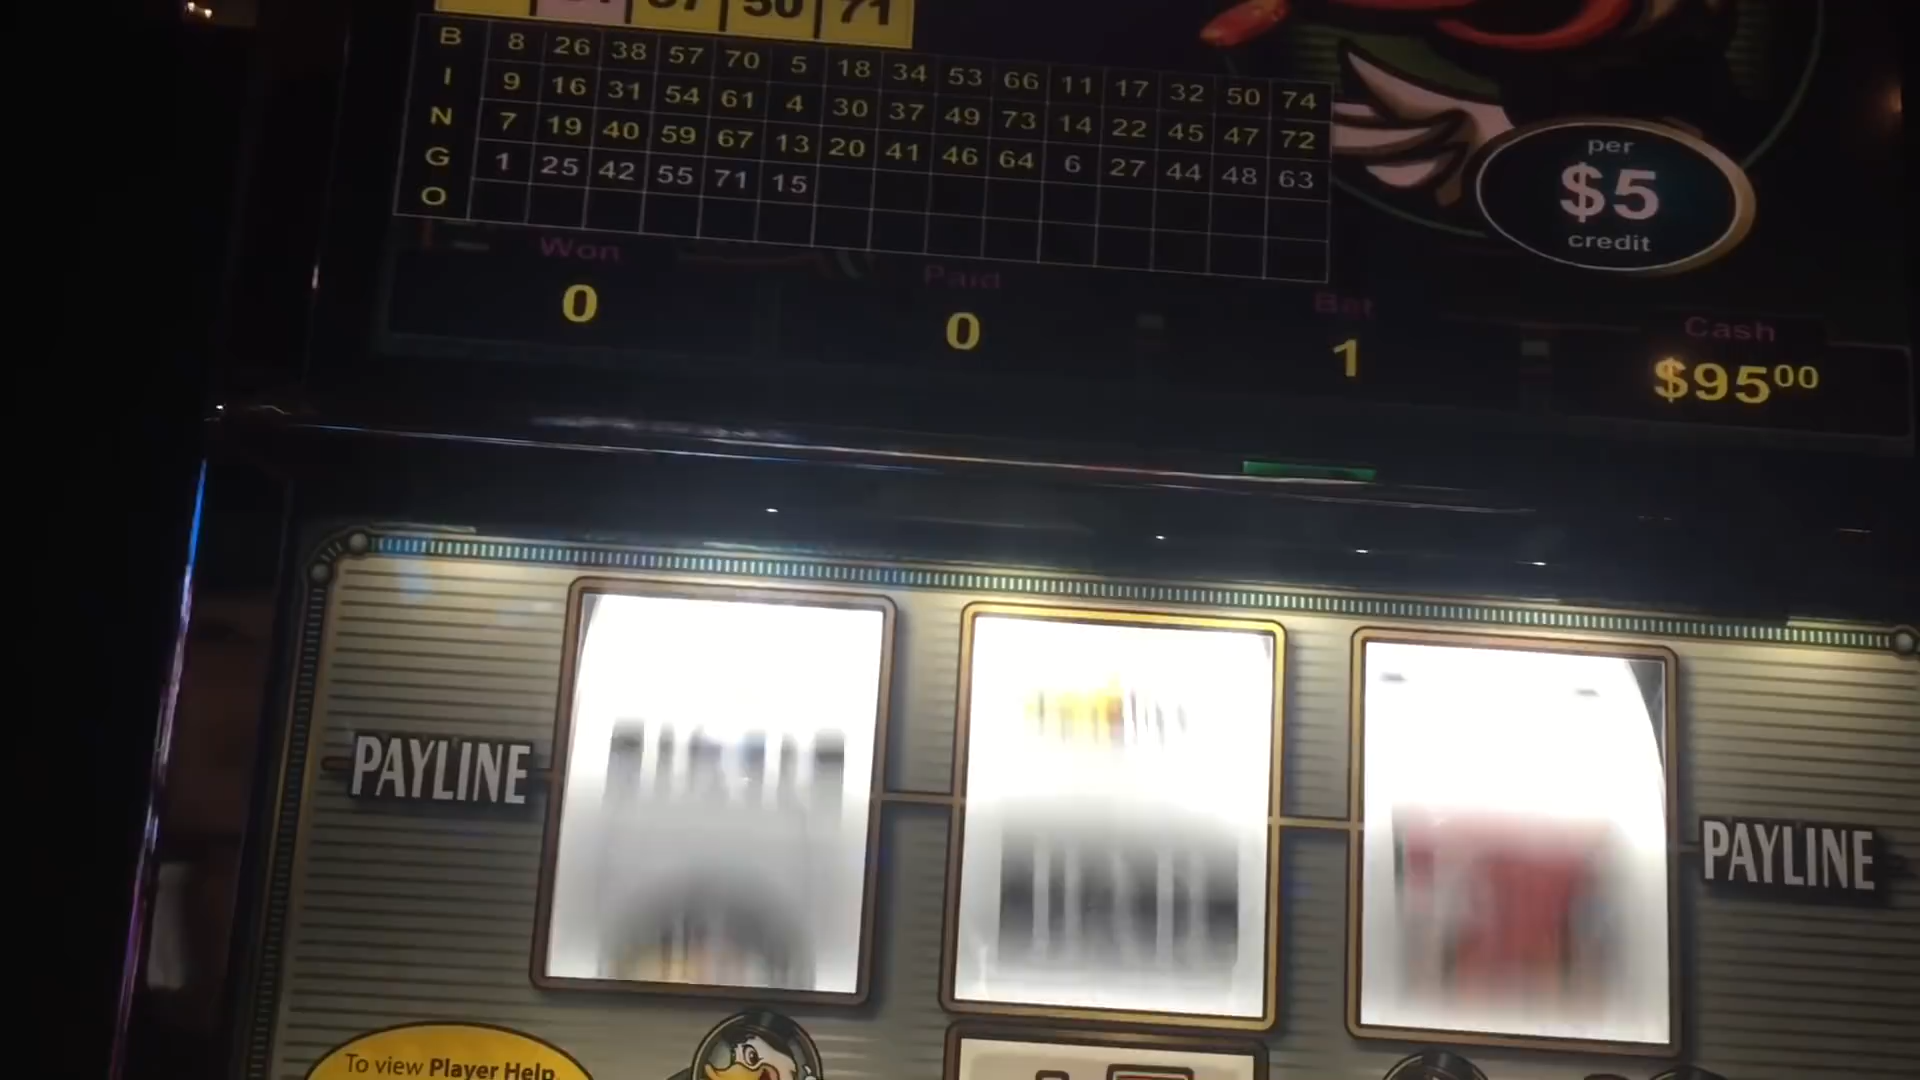 50 71
B 8 26 38 57 70 5 18 34 53 66 11 17 32 50 74
I 9 16 31 54 61 4 30 37 49 73 14 22 45 47 72
N 7 19 40 59 67 13 20 41 46 64 6 27 44 48 63
G 1 25 42 55 71 15
O
per
$5
credit
Won Paid Bet Cash
0 0 1 $95⁰⁰
PAYLINE PAYLINE
To view Player Help,